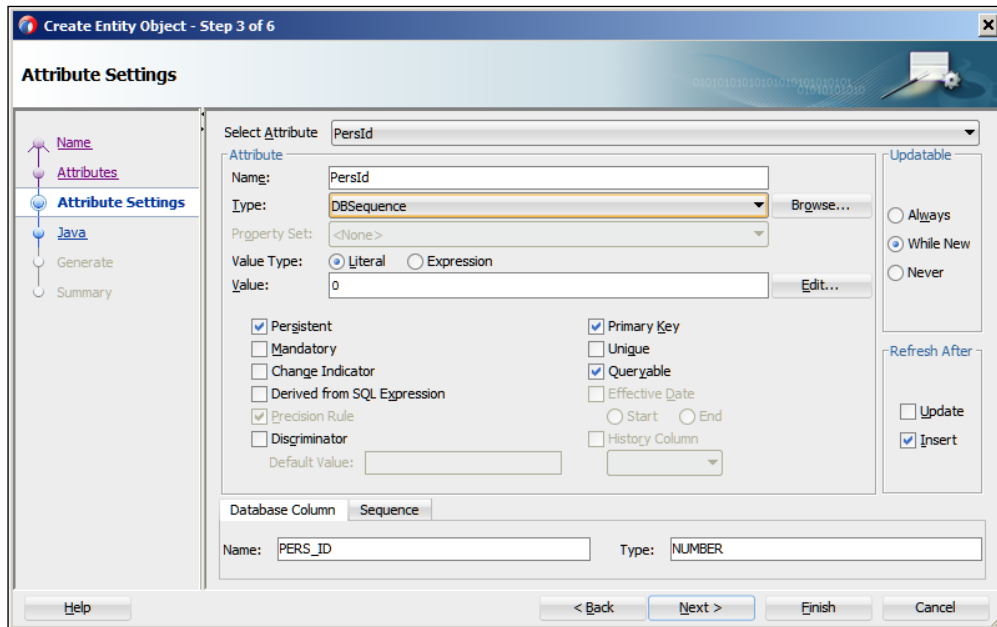 Create Entity Object - Step 3 of 6
Attribute Settings
Name
Attributes
Attribute Settings
Java
Generate
Summary
Select Attribute PersId
Attribute
Name: PersId
Type: DBSequence Browse...
Property Set: <None>
Value Type: Literal Expression
Value: 0 Edit...
Persistent Primary Key
Mandatory Unique
Change Indicator Queryable
Derived from SQL Expression Effective Date
Precision Rule Start End
Discriminator History Column
Default Value:
Updatable
Always
While New
Never
Refresh After
Update
Insert
Database Column Sequence
Name: PERS_ID Type: NUMBER
Help < Back Next > Finish Cancel